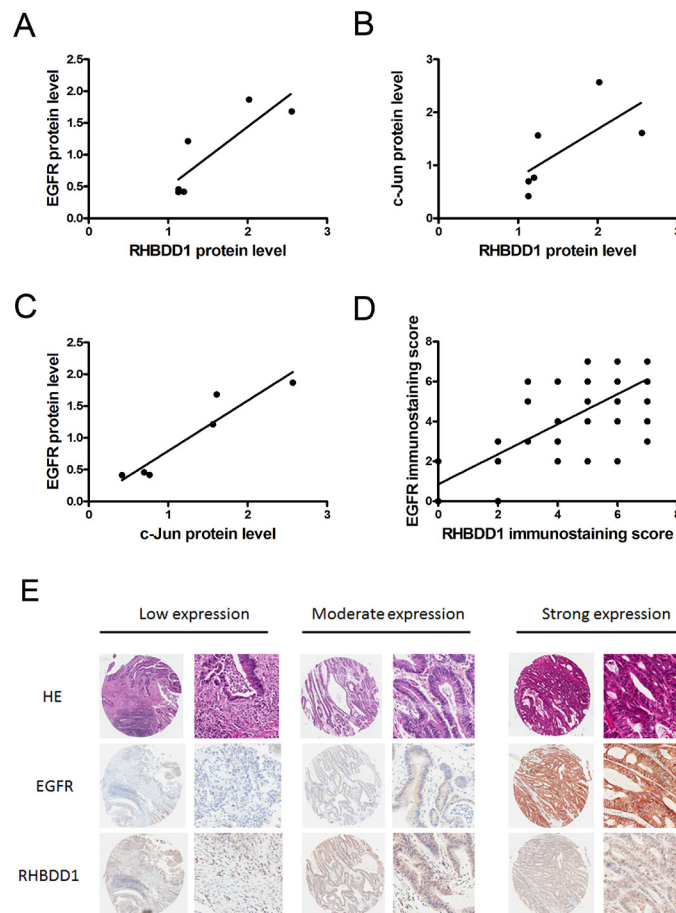 A
B
EGFR protein level
2.5
2.0
1.5
1.0
0.5
0.0
0
1
2
3
RHBDD1 protein level
c-Jun protein level
3
2
1
0
0
1
2
3
RHBDD1 protein level
C
D
EGFR protein level
2.5
2.0
1.5
1.0
0.5
0.0
0
1
2
3
c-Jun protein level
EGFR immunostaining score
8
6
4
2
0
0
2
4
6
8
RHBDD1 immunostaining score
E
Low expression
Moderate expression
Strong expression
HE
EGFR
RHBDD1